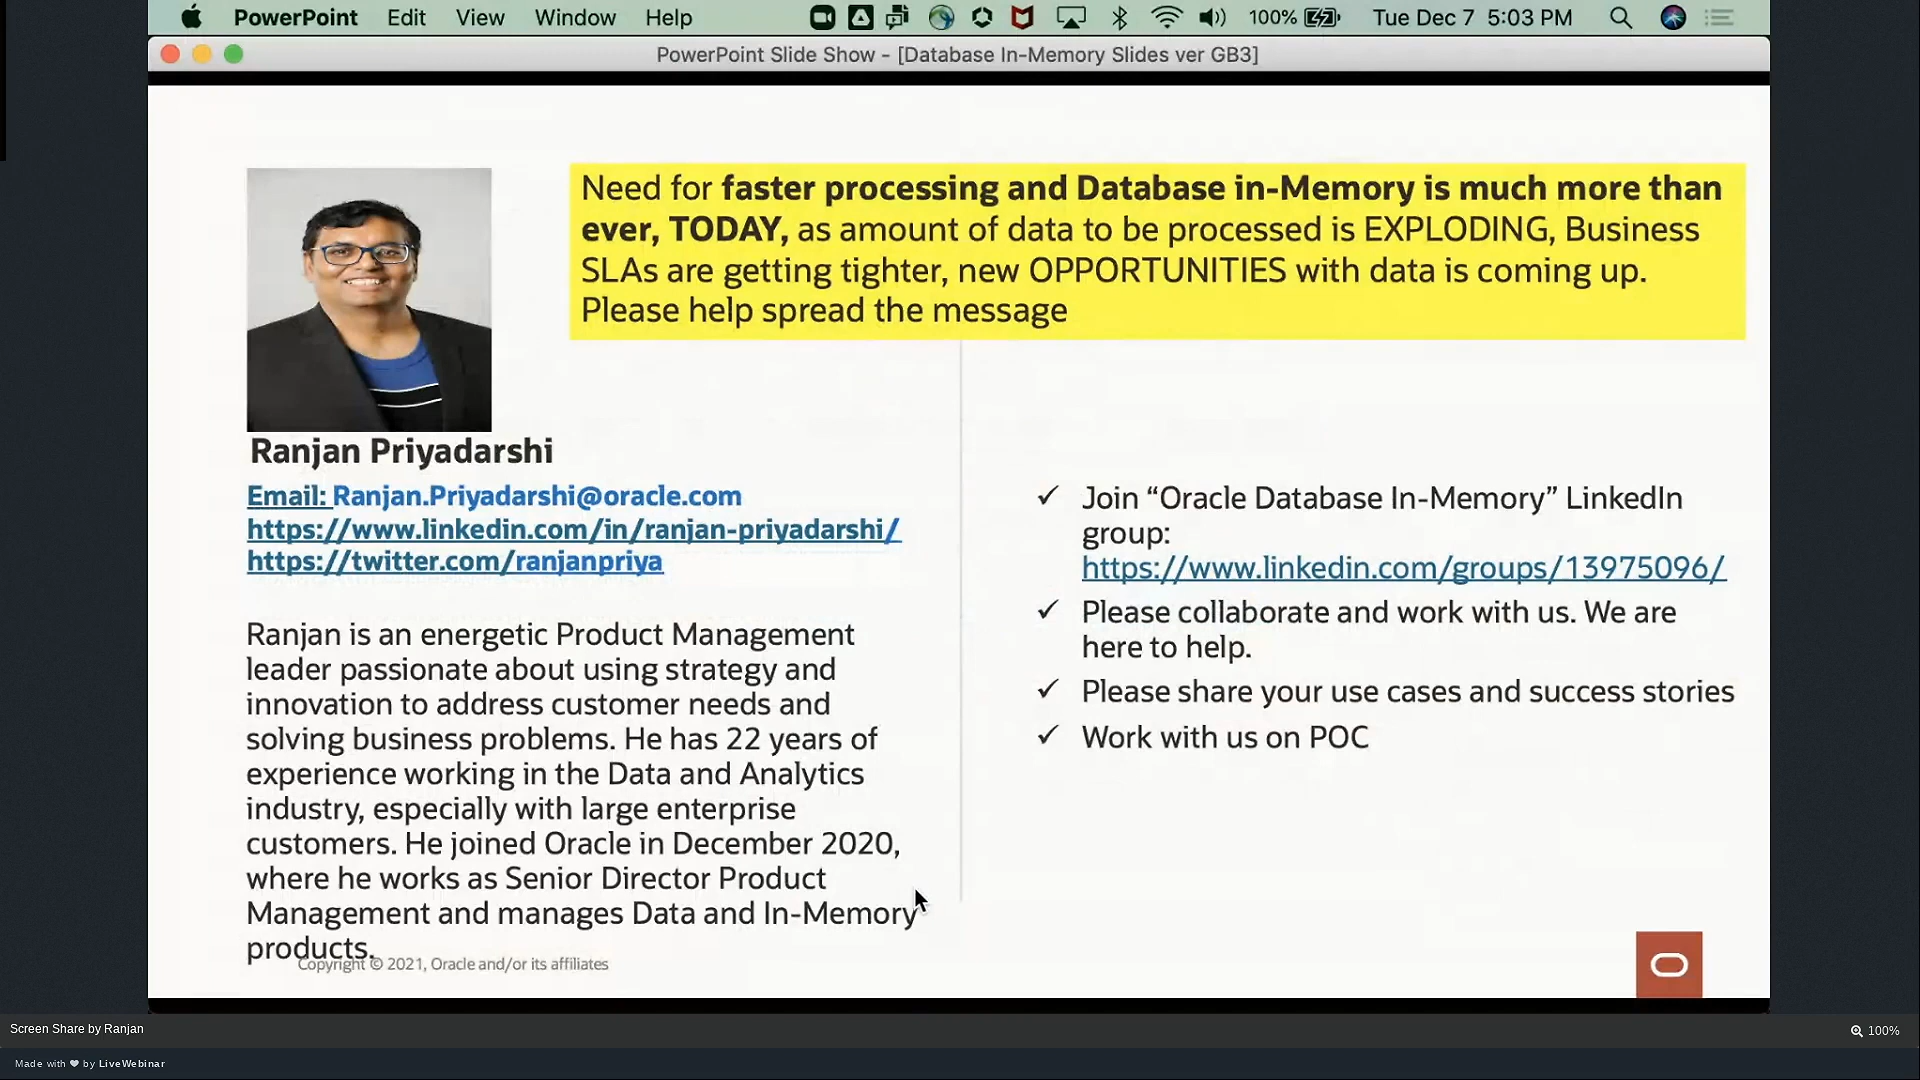 PowerPoint Edit View Window Help 100% Tue Dec 7 5:03 PM
PowerPoint Slide Show - [Database In-Memory Slides ver GB3]
Need for faster processing and Database in-Memory is much more than
ever, TODAY, as amount of data to be processed is EXPLODING, Business
SLAs are getting tighter, new OPPORTUNITIES with data is coming up.
Please help spread the message
Ranjan Priyadarshi
Email: Ranjan.Priyadarshi@oracle.com
https://www.linkedin.com/in/ranjan-priyadarshi/
https://twitter.com/ranjanpriya
Ranjan is an energetic Product Management
leader passionate about using strategy and
innovation to address customer needs and
solving business problems. He has 22 years of
experience working in the Data and Analytics
industry, especially with large enterprise
customers. He joined Oracle in December 2020,
where he works as Senior Director Product
Management and manages Data and In-Memory
products.
✓ Join “Oracle Database In-Memory” LinkedIn
group:
https://www.linkedin.com/groups/13975096/
✓ Please collaborate and work with us. We are
here to help.
✓ Please share your use cases and success stories
✓ Work with us on POC
Copyright © 2021, Oracle and/or its affiliates
Screen Share by Ranjan
100%
Made with ❤ by LiveWebinar